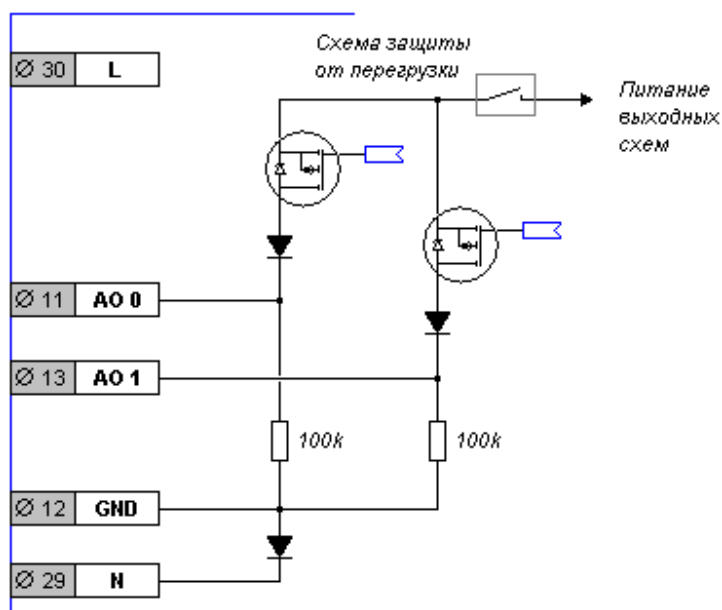 Схема защиты
от перегрузки
Ø 30 L
Питание
выходных
схем
Ø 11 AO 0
Ø 13 AO 1
100k 100k
Ø 12 GND
Ø 29 N